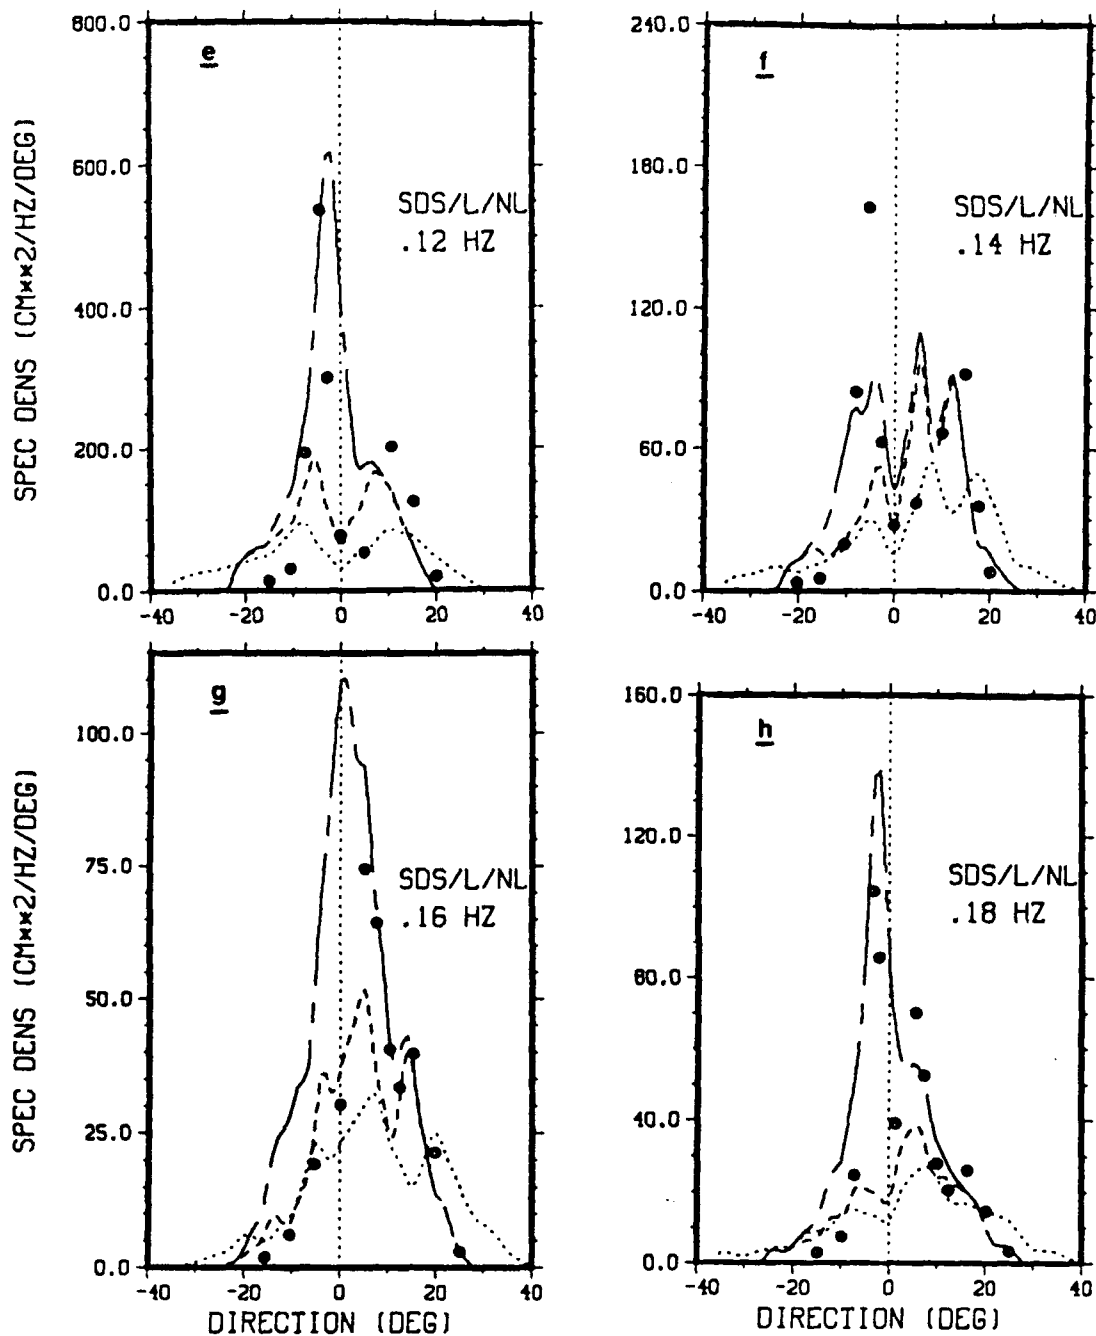 e
SPEC DENS (CM**2/HZ/DEG)
800.0
600.0
400.0
200.0
0.0
SDS/L/NL
.12 HZ
-40 -20 0 20 40
f
240.0
180.0
120.0
60.0
0.0
SDS/L/NL
.14 HZ
-40 -20 0 20 40
g
SPEC DENS (CM**2/HZ/DEG)
100.0
75.0
50.0
25.0
0.0
SDS/L/NL
.16 HZ
-40 -20 0 20 40
DIRECTION (DEG)
h
160.0
120.0
80.0
40.0
0.0
SDS/L/NL
.18 HZ
-40 -20 0 20 40
DIRECTION (DEG)